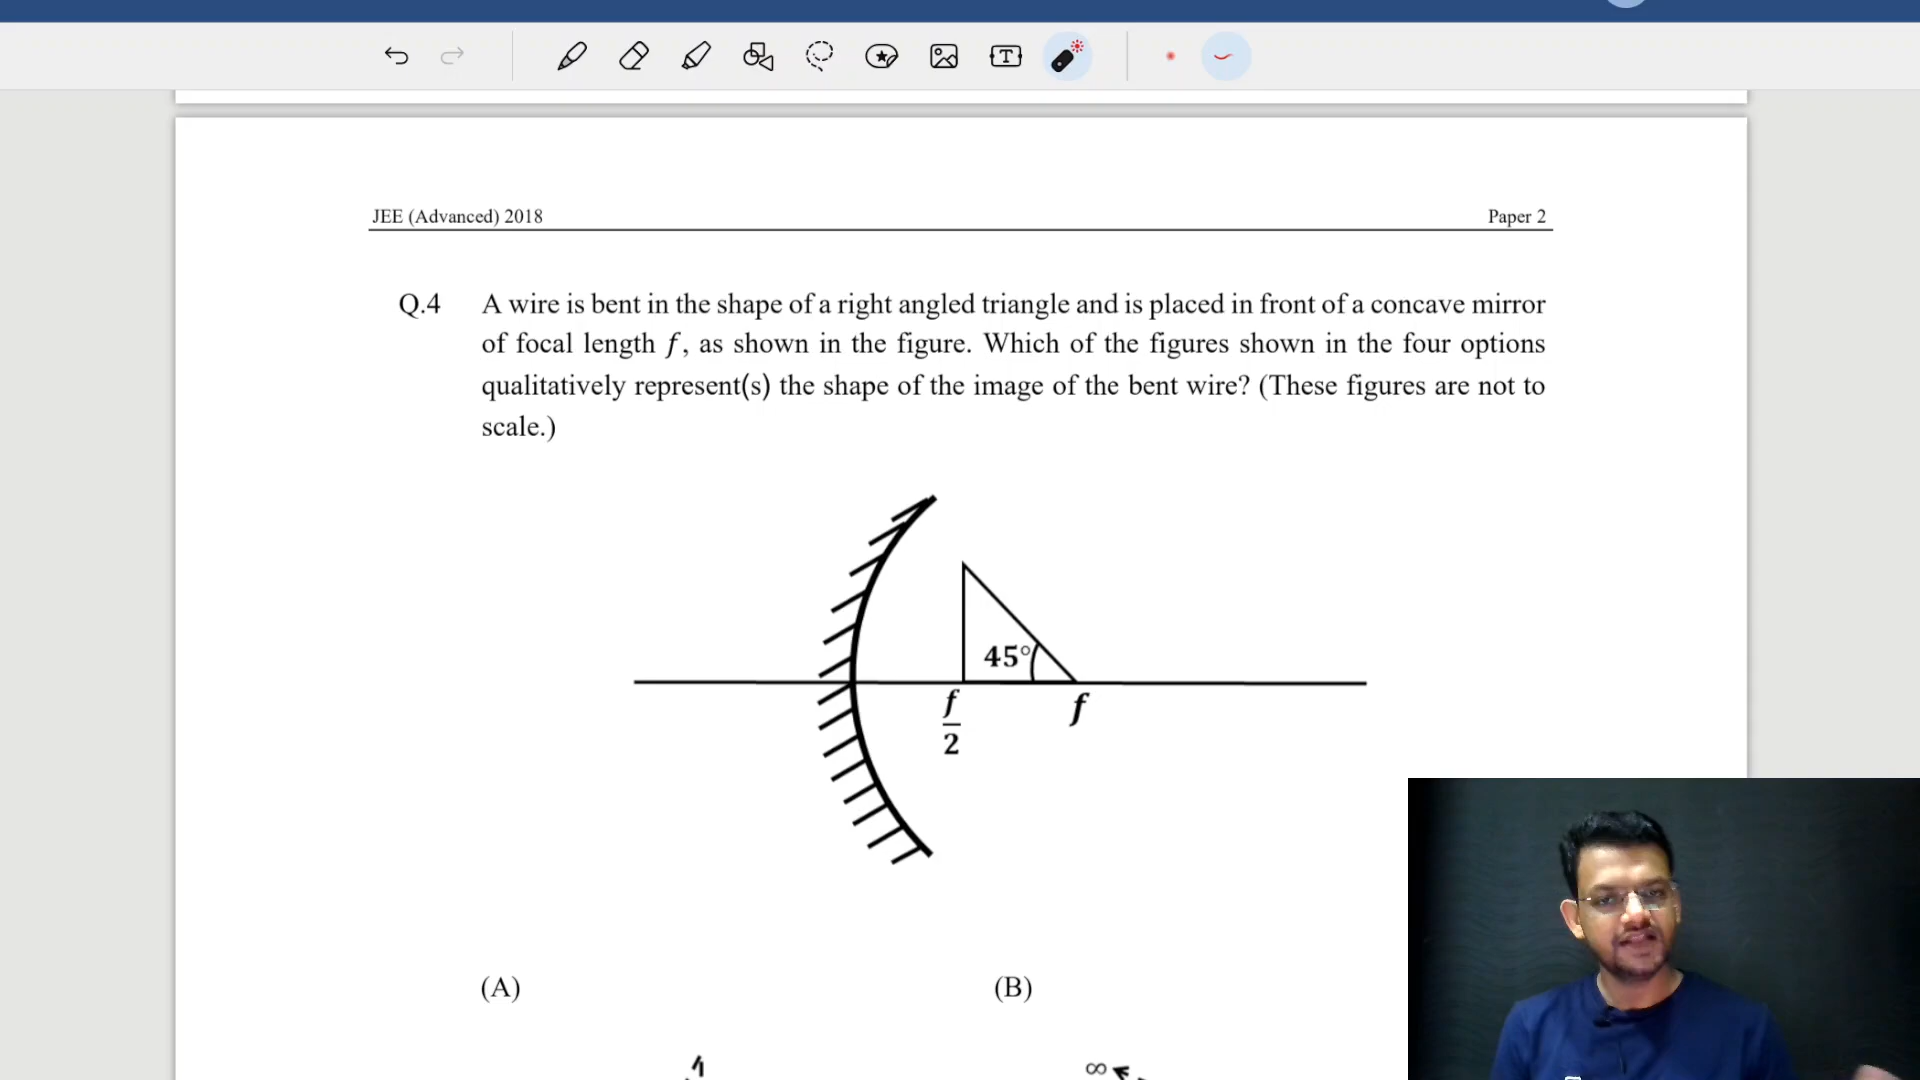 JEE (Advanced) 2018 Paper 2
Q.4 A wire is bent in the shape of a right angled triangle and is placed in front of a concave mirror
of focal length f, as shown in the figure. Which of the figures shown in the four options
qualitatively represent(s) the shape of the image of the bent wire? (These figures are not to
scale.)
45°
f/2 f
(A) (B)
∞